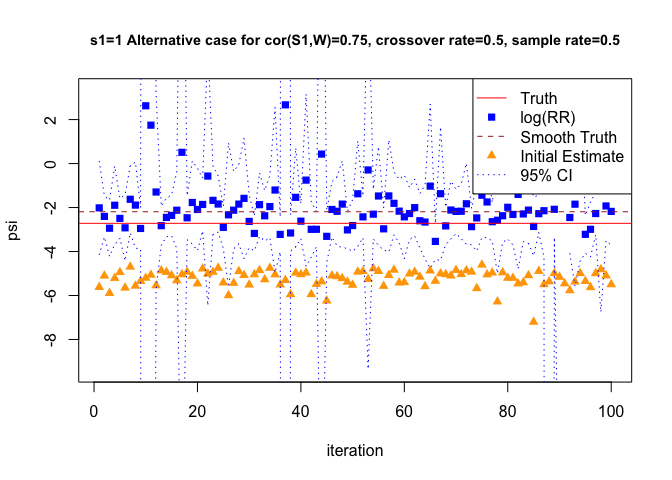 s1=1 Alternative case for cor(S1,W)=0.75, crossover rate=0.5, sample rate=0.5
Truth
log(RR)
Smooth Truth
Initial Estimate
95% CI
psi
2
0
-2
-4
-6
-8
0 20 40 60 80 100
iteration